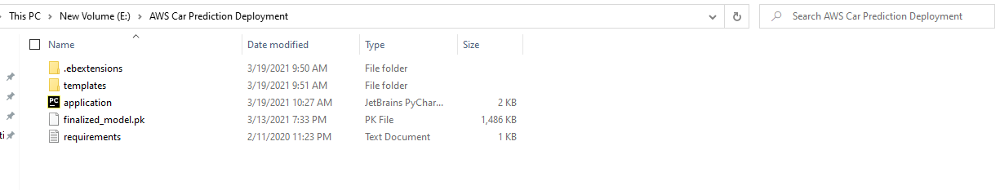 This PC > New Volume (E:) > AWS Car Prediction Deployment
Search AWS Car Prediction Deployment
Name Date modified Type Size
.ebextensions 3/19/2021 9:50 AM File folder
templates 3/19/2021 9:51 AM File folder
PC application 3/19/2021 10:27 AM JetBrains PyChar... 2 KB
finalized_model.pk 3/13/2021 7:33 PM PK File 1,486 KB
ti requirements 2/11/2020 11:23 PM Text Document 1 KB